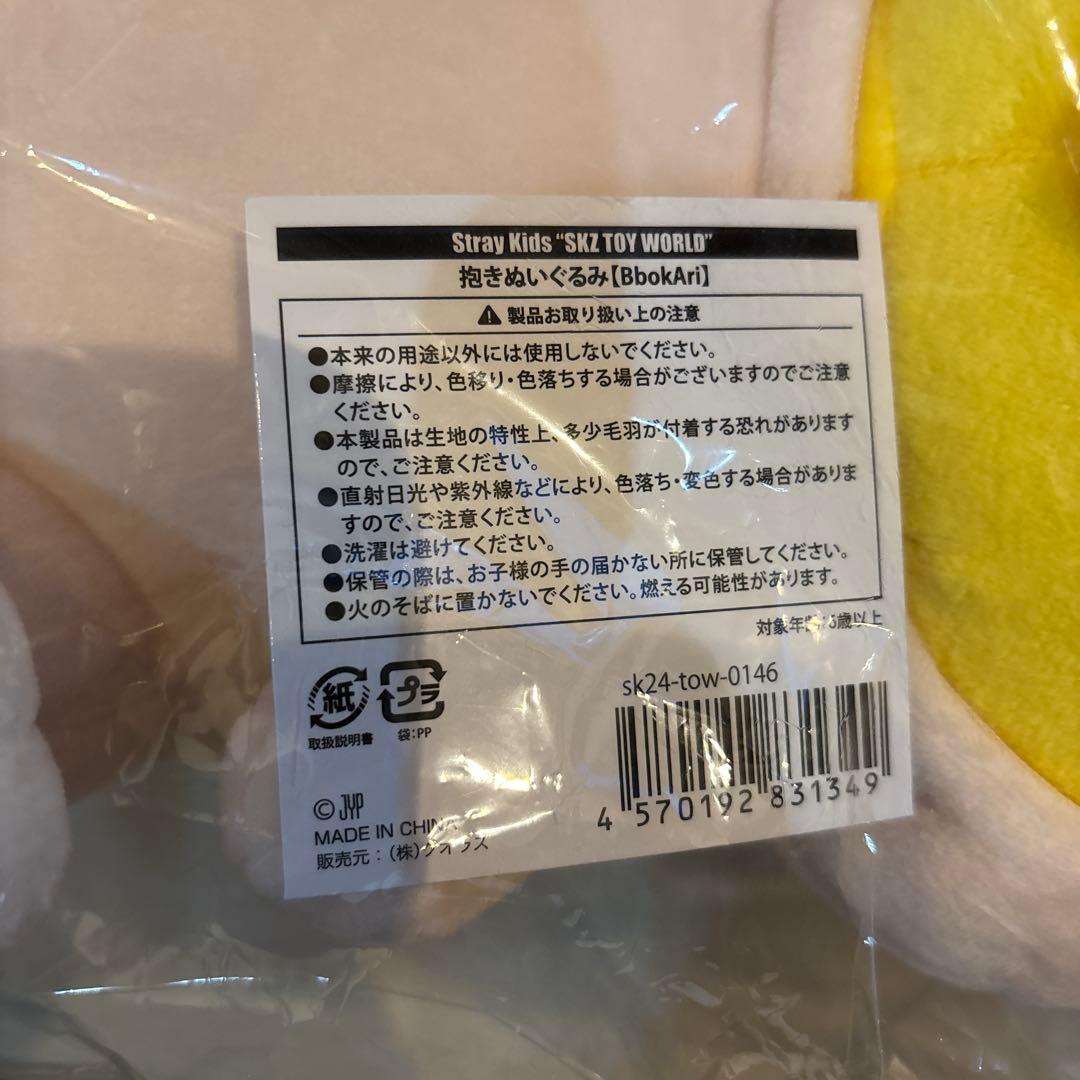 Stray Kids “SKZ TOY WORLD”
抱きぬいぐるみ【BbokAri】
⚠ 製品お取り扱い上の注意
●本来の用途以外には使用しないでください。
●摩擦により、色移り・色落ちする場合がございますのでご注意
ください。
●本製品は生地の特性上、多少毛羽が付着する恐れがあります
ので、ご注意ください。
●直射日光や紫外線などにより、色落ち・変色する場合がありま
すので、ご注意ください。
●洗濯は避けてください。
●保管の際は、お子様の手の届かない所に保管してください。
●火のそばに置かないでください。燃える可能性があります。
対象年齢:6歳以上
紙
取扱説明書
プラ
袋:PP
sk24-tow-0146
4 570192 831349
© JYP
MADE IN CHINA
販売元:(株)クオラス